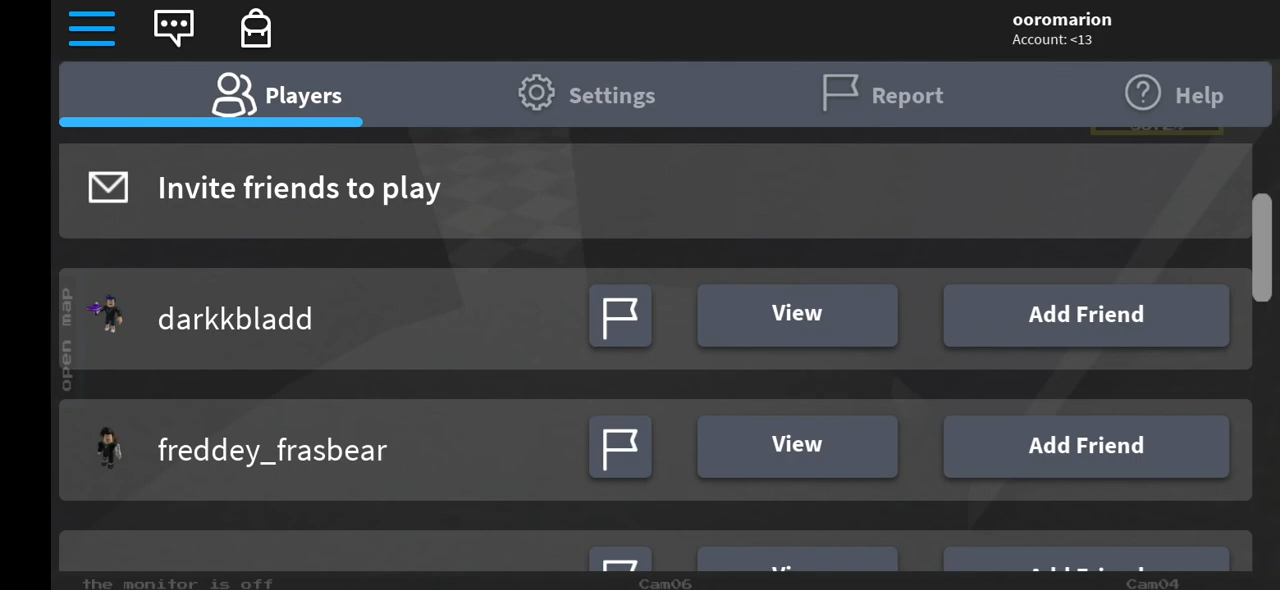 ooromarion
Account: <13
Players
Settings
Report
Help
Invite friends to play
darkkbladd
View
Add Friend
open map
freddey_frasbear
View
Add Friend
the monitor is off
Cam06
Cam04